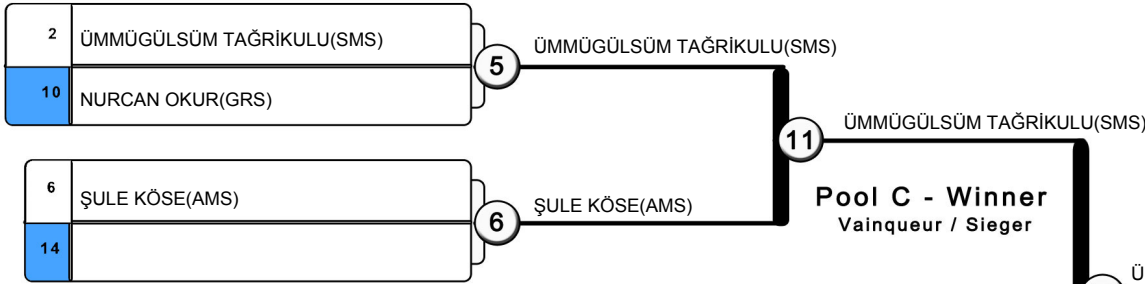 2 ÜMMÜGÜLSÜM TAĞRİKULU(SMS)
10 NURCAN OKUR(GRS)
5 ÜMMÜGÜLSÜM TAĞRİKULU(SMS)
6 ŞULE KÖSE(AMS)
14
6 ŞULE KÖSE(AMS)
11 ÜMMÜGÜLSÜM TAĞRİKULU(SMS)
Pool C - Winner
Vainqueur / Sieger
Ü